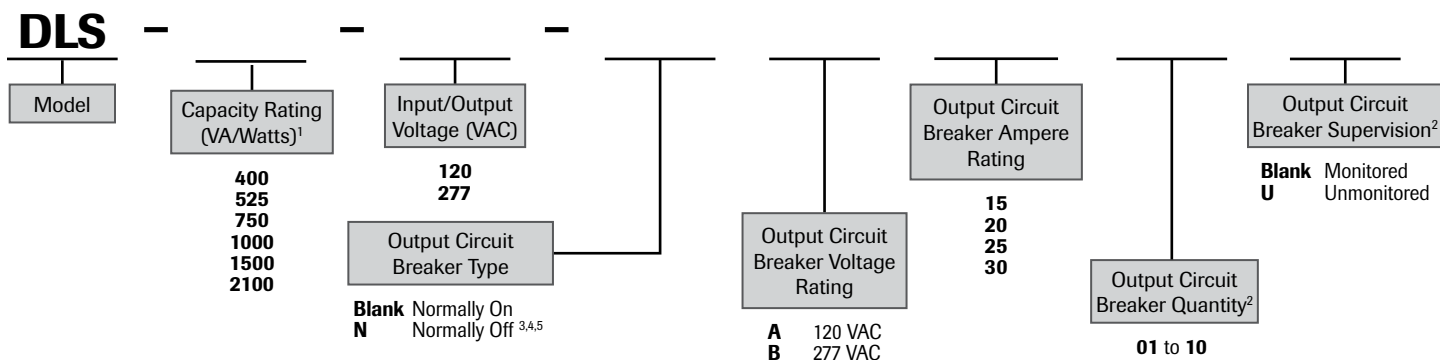 DLS – – –
Model
Capacity Rating
(VA/Watts)1
400
525
750
1000
1500
2100
Input/Output
Voltage (VAC)
120
277
Output Circuit
Breaker Type
Blank Normally On
N Normally Off 3,4,5
Output Circuit
Breaker Voltage
Rating
A 120 VAC
B 277 VAC
Output Circuit
Breaker Ampere
Rating
15
20
25
30
Output Circuit
Breaker Quantity2
01 to 10
Output Circuit
Breaker Supervision2
Blank Monitored
U Unmonitored